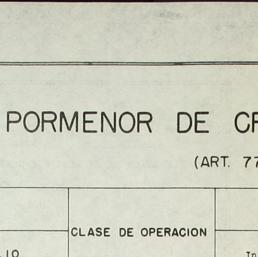 PORMENOR DE CR
(ART. 77
CLASE DE OPERACION